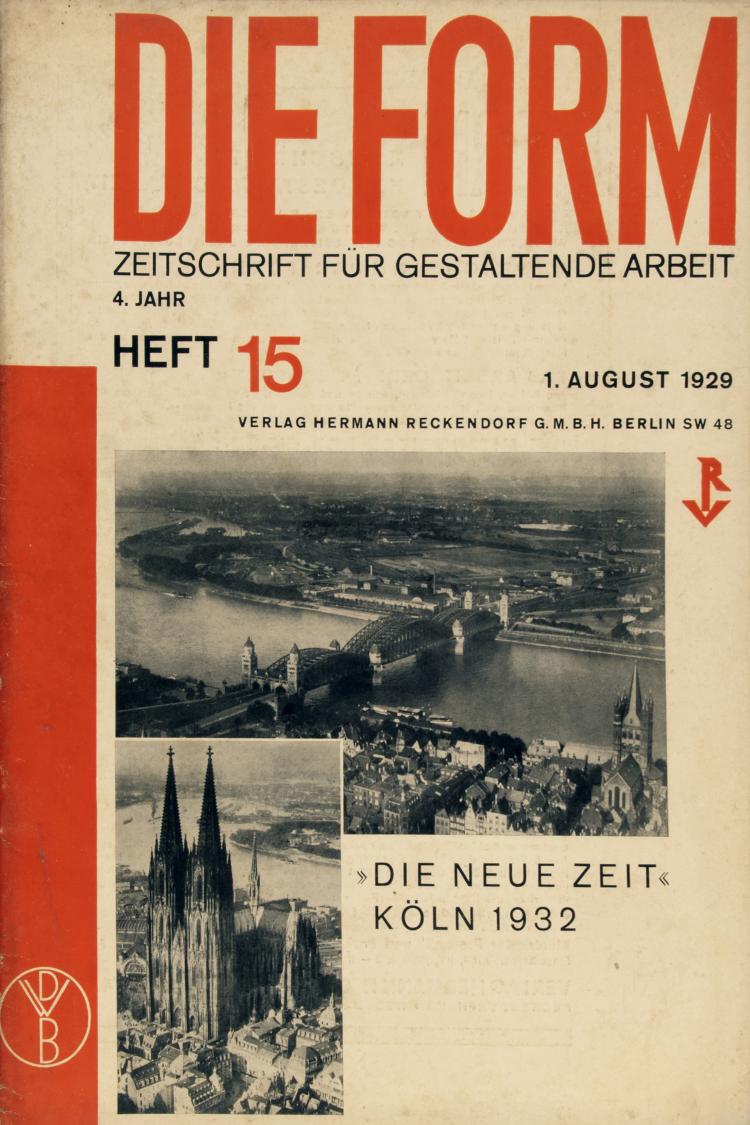 DIE FORM
ZEITSCHRIFT FÜR GESTALTENDE ARBEIT
4. JAHR
HEFT 15
1. AUGUST 1929
VERLAG HERMANN RECKENDORF G. M. B. H. BERLIN SW 48
R
V
»DIE NEUE ZEIT«
KÖLN 1932
DWB